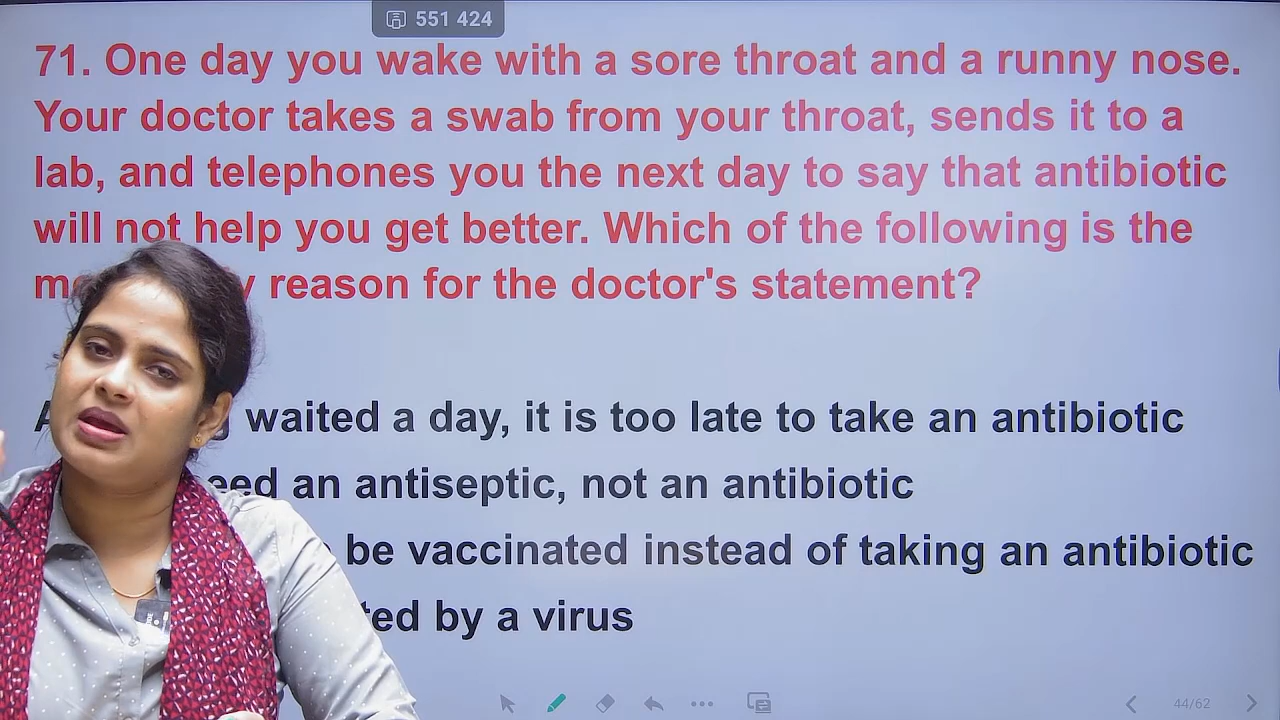 551 424
71. One day you wake with a sore throat and a runny nose.
Your doctor takes a swab from your throat, sends it to a
lab, and telephones you the next day to say that antibiotic
will not help you get better. Which of the following is the
reason for the doctor's statement?
waited a day, it is too late to take an antibiotic
an antiseptic, not an antibiotic
be vaccinated instead of taking an antibiotic
by a virus
44/62